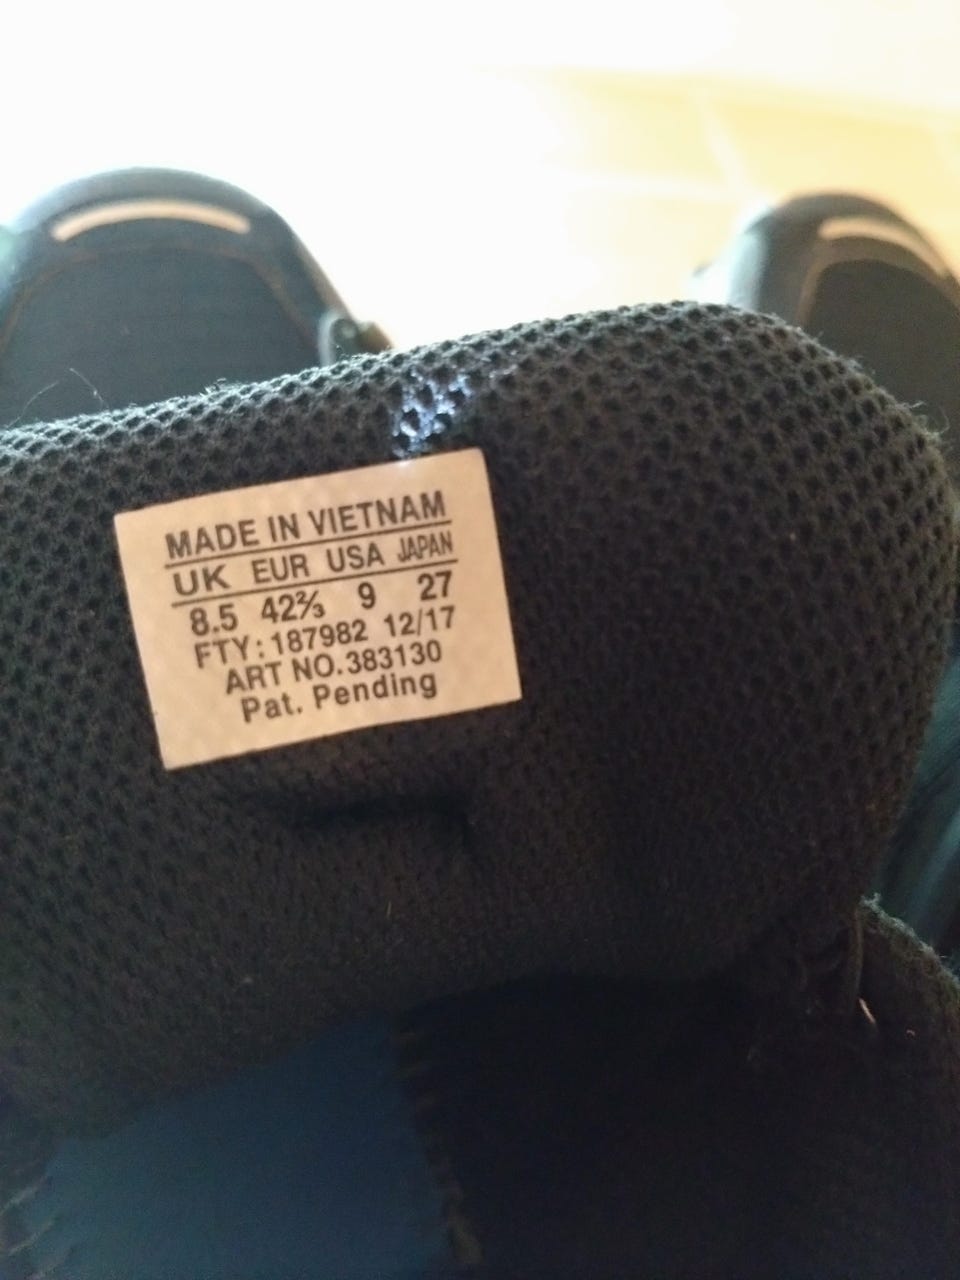 MADE IN VIETNAM
UK EUR USA JAPAN
8.5 42⅔ 9 27
FTY: 187982 12/17
ART NO. 383130
Pat. Pending